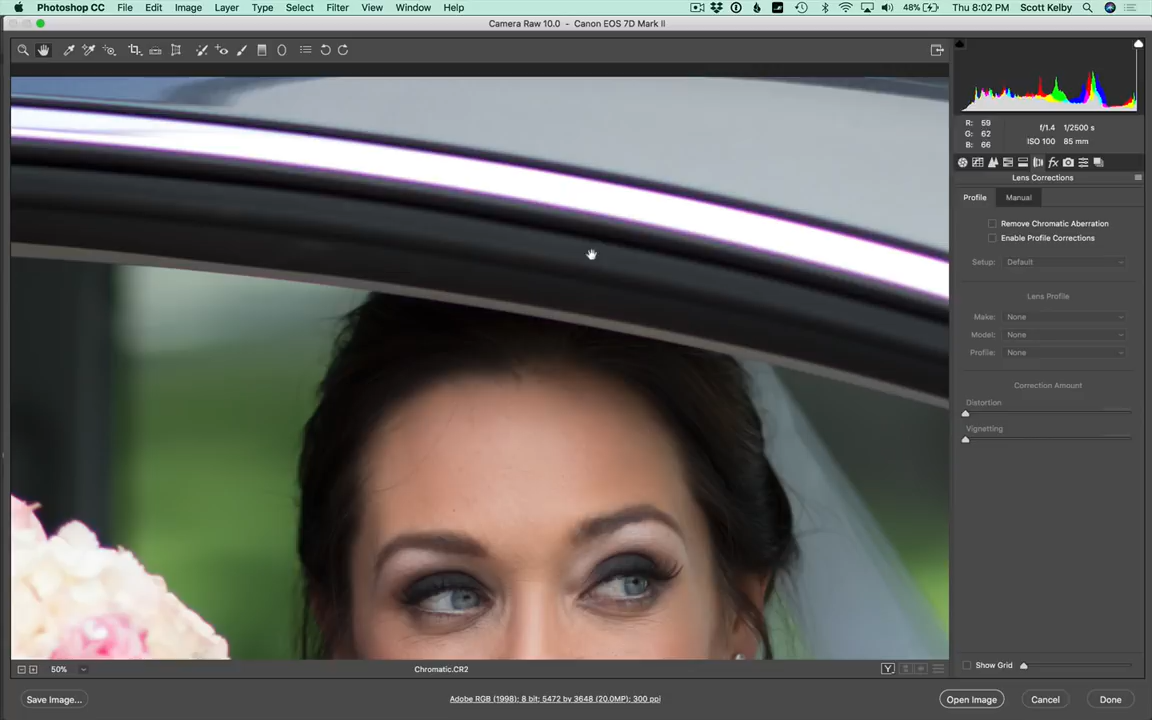 Photoshop CC File Edit Image Layer Type Select Filter View Window Help 48% Thu 8:02 PM Scott Kelby
Camera Raw 10.0 - Canon EOS 7D Mark II
R: 59
G: 62
B: 66
f/1.4 1/2500 s
ISO 100 85 mm
Lens Corrections
Profile Manual
Remove Chromatic Aberration
Enable Profile Corrections
Setup: Default
Lens Profile
Make: None
Model: None
Profile: None
Correction Amount
Distortion
Vignetting
50% Chromatic.CR2 Y Show Grid
Save Image... Adobe RGB (1998); 8 bit; 5472 by 3648 (20.0MP); 300 ppi Open Image Cancel Done